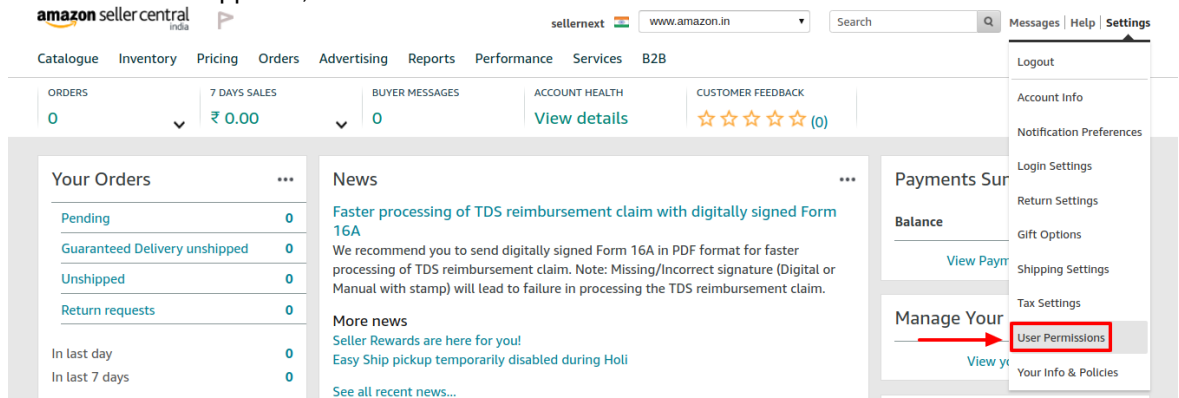 amazon seller central
india
sellernext
www.amazon.in
Search
Messages | Help | Settings
Catalogue Inventory Pricing Orders Advertising Reports Performance Services B2B
Logout
Account Info
Notification Preferences
Login Settings
Return Settings
Gift Options
Shipping Settings
Tax Settings
User Permissions
Your Info & Policies
ORDERS
0
7 DAYS SALES
₹ 0.00
BUYER MESSAGES
0
ACCOUNT HEALTH
View details
CUSTOMER FEEDBACK
(0)
Your Orders
Pending 0
Guaranteed Delivery unshipped 0
Unshipped 0
Return requests 0
In last day 0
In last 7 days 0
News
Faster processing of TDS reimbursement claim with digitally signed Form
16A
We recommend you to send digitally signed Form 16A in PDF format for faster
processing of TDS reimbursement claim. Note: Missing/Incorrect signature (Digital or
Manual with stamp) will lead to failure in processing the TDS reimbursement claim.
More news
Seller Rewards are here for you!
Easy Ship pickup temporarily disabled during Holi
See all recent news...
Payments Sur
Balance
View Paym
Manage Your
View yo